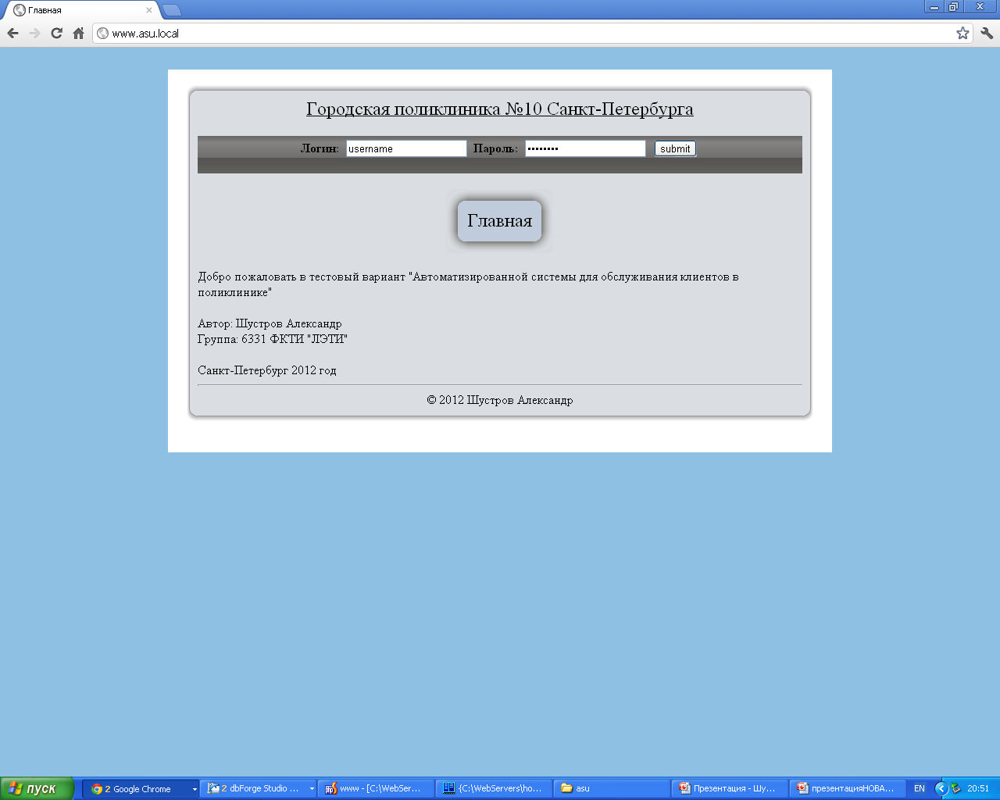 Главная
www.asu.local
Городская поликлиника №10 Санкт-Петербурга
Логин: username Пароль: •••••••• submit
Главная
Добро пожаловать в тестовый вариант "Автоматизированной системы для обслуживания клиентов в
поликлинике"
Автор: Шустров Александр
Группа: 6331 ФКТИ "ЛЭТИ"
Санкт-Петербург 2012 год
© 2012 Шустров Александр
пуск 2 Google Chrome 2 dbForge Studio ... www - [C:\WebSer... {C:\WebServers\ho... asu Презентация - Шу... презентацияНОВА... EN 20:51